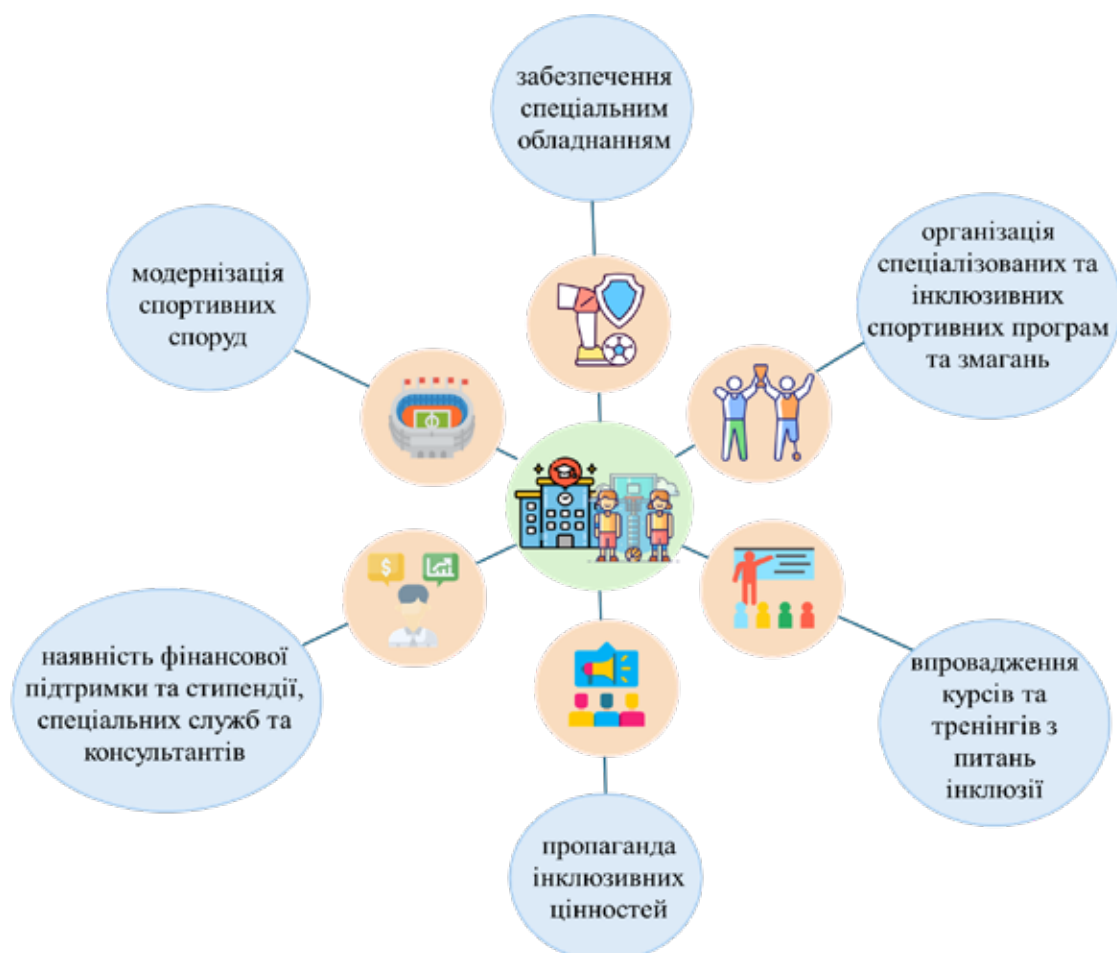 забезпечення
спеціальним
обладнанням
модернізація
спортивних
споруд
організація
спеціалізованих та
інклюзивних
спортивних програм
та змагань
наявність фінансової
підтримки та стипендії,
спеціальних служб та
консультантів
впровадження
курсів та
тренінгів з
питань
інклюзії
пропаганда
інклюзивних
цінностей